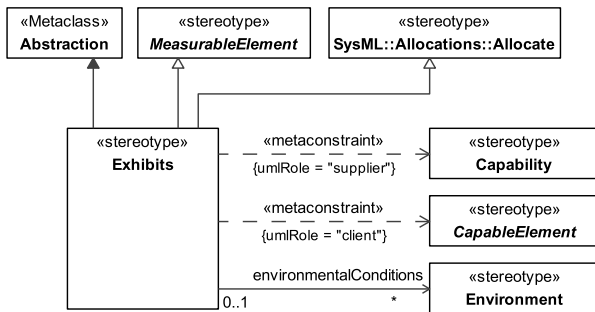 «Metaclass»
Abstraction
«stereotype»
MeasurableElement
«stereotype»
SysML::Allocations::Allocate
«stereotype»
Exhibits
«metaconstraint»
{umlRole = "supplier"}
«stereotype»
Capability
«metaconstraint»
{umlRole = "client"}
«stereotype»
CapableElement
environmentalConditions
0..1
*
«stereotype»
Environment